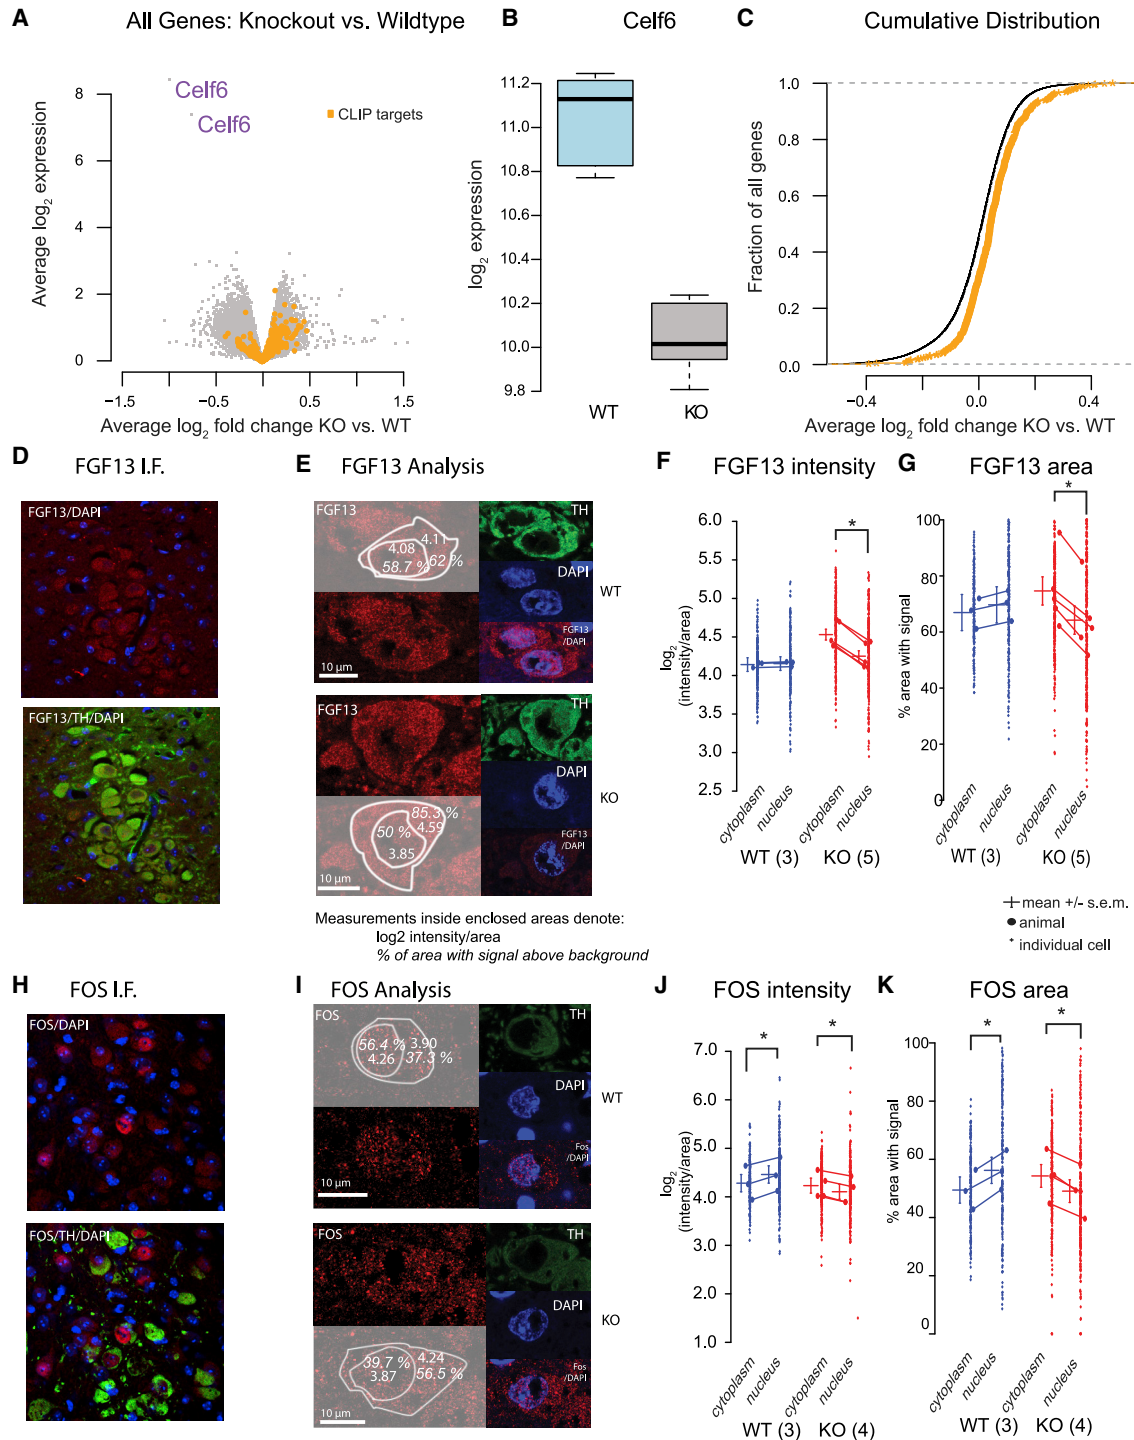 A
All Genes: Knockout vs. Wildtype
8
6
4
2
0
Average log2 expression
Celf6
Celf6
CLIP targets
−1.5
−0.5
0.5
1.5
Average log2 fold change KO vs. WT
B
Celf6
11.2
11.0
10.8
10.6
10.4
10.2
10.0
9.8
log2 expression
WT
KO
C
Cumulative Distribution
1.0
0.8
0.6
0.4
0.2
0.0
Fraction of all genes
−0.4
0.0
0.4
Average log2 fold change KO vs. WT
D
FGF13 I.F.
FGF13/DAPI
FGF13/TH/DAPI
E
FGF13 Analysis
FGF13
4.11
4.08
58.7 %
62 %
10 µm
TH
DAPI
FGF13
/DAPI
WT
FGF13
85.3 %
4.59
50 %
3.85
10 µm
TH
DAPI
FGF13
/DAPI
KO
Measurements inside enclosed areas denote:
log2 intensity/area
% of area with signal above background
F
FGF13 intensity
6.0
5.5
5.0
4.5
4.0
3.5
3.0
2.5
log2
(intensity/area)
*
cytoplasm
nucleus
cytoplasm
nucleus
WT (3)
KO (5)
G
FGF13 area
100
80
60
40
20
0
% area with signal
*
cytoplasm
nucleus
cytoplasm
nucleus
WT (3)
KO (5)
mean +/- s.e.m.
animal
individual cell
H
FOS I.F.
FOS/DAPI
FOS/TH/DAPI
I
FOS Analysis
FOS
56.4 %
3.90
4.26
37.3 %
10 µm
TH
DAPI
Fos
/DAPI
WT
FOS
39.7 %
4.24
3.87
56.5 %
10 µm
TH
DAPI
Fos
/DAPI
KO
J
FOS intensity
7.0
6.0
5.0
4.0
3.0
2.0
1.0
log2
(intensity/area)
*
*
cytoplasm
nucleus
cytoplasm
nucleus
WT (3)
KO (4)
K
FOS area
100
80
60
40
20
0
% area with signal
*
*
cytoplasm
nucleus
cytoplasm
nucleus
WT (3)
KO (4)